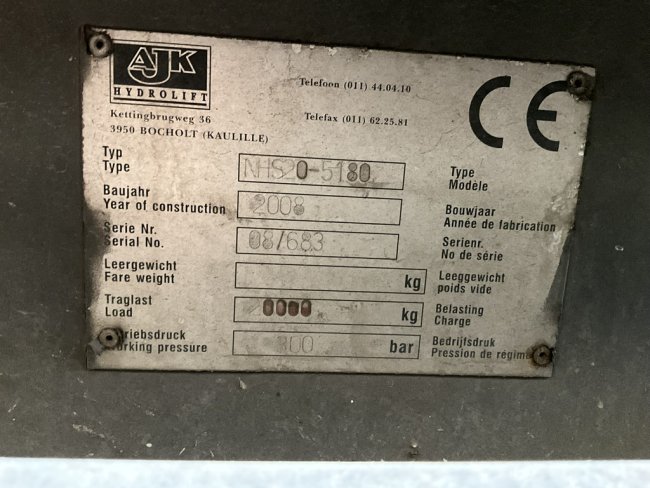 AJK
HYDROLIFT
Kettingbrugweg 36
3950 BOCHOLT (KAULILLE)
Telefoon (011) 44.04.10
Telefax (011) 62.25.81
CE
Typ
Type
NHS20-5180
Type
Modèle
Baujahr
Year of construction
2008
Bouwjaar
Année de fabrication
Serie Nr.
Serial No.
08/683
Serienr.
No de série
Leergewicht
Fare weight
kg
Leeggewicht
poids vide
Traglast
Load
kg
Belasting
Charge
pressure
300
bar
Bedrijfsdruk
Pression de régime